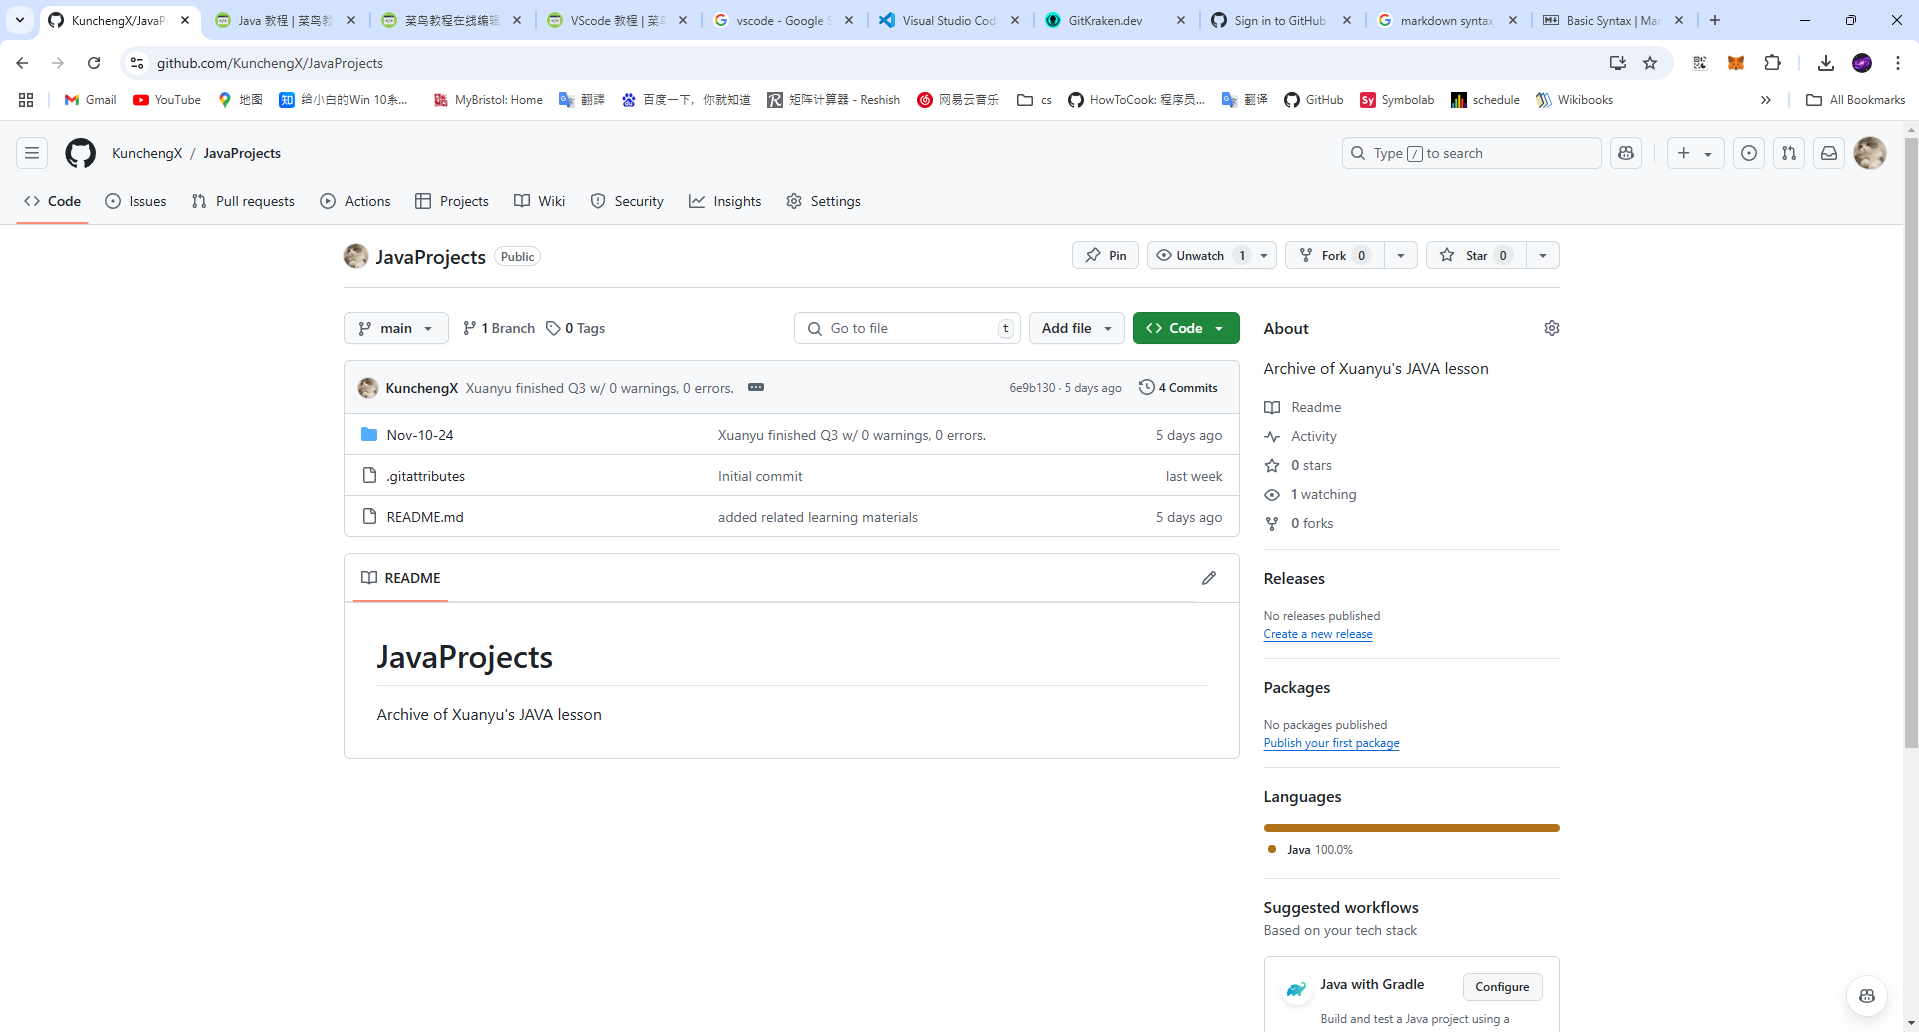 KunchengX/JavaPr
Java 教程 | 菜鸟教
菜鸟教程在线编辑
VScode 教程 | 菜鸟
vscode - Google S
Visual Studio Cod
GitKraken.dev
Sign in to GitHub
markdown syntax
Basic Syntax | Mar
github.com/KunchengX/JavaProjects
Gmail
YouTube
地图
给小白的Win 10系...
MyBristol: Home
翻譯
百度一下，你就知道
矩阵计算器 - Reshish
网易云音乐
cs
HowToCook: 程序员...
翻译
GitHub
Symbolab
schedule
Wikibooks
All Bookmarks
KunchengX / JavaProjects
Type / to search
Code
Issues
Pull requests
Actions
Projects
Wiki
Security
Insights
Settings
JavaProjects Public
Pin
Unwatch 1
Fork 0
Star 0
main
1 Branch
0 Tags
Go to file t
Add file
Code
KunchengX Xuanyu finished Q3 w/ 0 warnings, 0 errors.
6e9b130 · 5 days ago
4 Commits
Nov-10-24 Xuanyu finished Q3 w/ 0 warnings, 0 errors. 5 days ago
.gitattributes Initial commit last week
README.md added related learning materials 5 days ago
README
JavaProjects
Archive of Xuanyu's JAVA lesson
About
Archive of Xuanyu's JAVA lesson
Readme
Activity
0 stars
1 watching
0 forks
Releases
No releases published
Create a new release
Packages
No packages published
Publish your first package
Languages
Java 100.0%
Suggested workflows
Based on your tech stack
Java with Gradle
Configure
Build and test a Java project using a